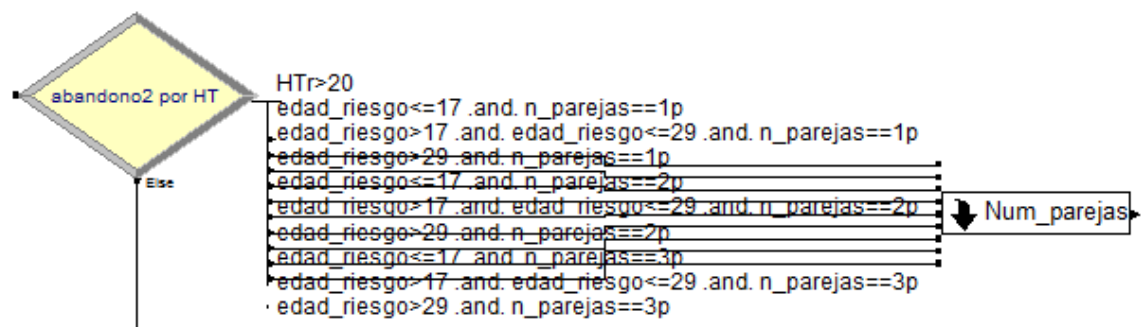 abandono2 por HT
Else
HTr>20
edad_riesgo<=17 .and. n_parejas==1p
edad_riesgo>17 .and. edad_riesgo<=29 .and. n_parejas==1p
edad_riesgo>29 .and. n_parejas==1p
edad_riesgo<=17 .and. n_parejas==2p
edad_riesgo>17 .and. edad_riesgo<=29 .and. n_parejas==2p
edad_riesgo>29 .and. n_parejas==2p
edad_riesgo<=17 .and. n_parejas==3p
edad_riesgo>17 .and. edad_riesgo<=29 .and. n_parejas==3p
edad_riesgo>29 .and. n_parejas==3p
Num_parejas